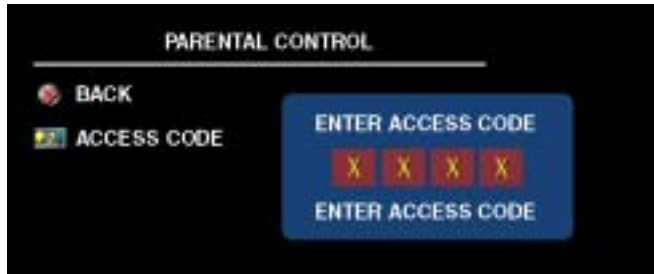 PARENTAL CONTROL
BACK
ACCESS CODE
ENTER ACCESS CODE
X X X X
ENTER ACCESS CODE